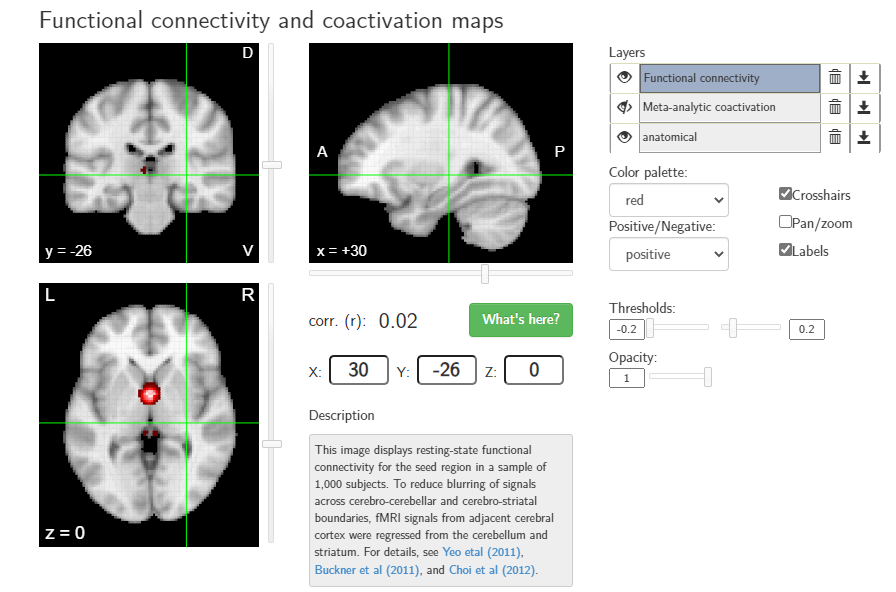 Functional connectivity and coactivation maps
D
y = -26
V
A
P
x = +30
L
R
z = 0
corr. (r): 0.02
What's here?
X: 30 Y: -26 Z: 0
Description
This image displays resting-state functional
connectivity for the seed region in a sample of
1,000 subjects. To reduce blurring of signals
across cerebro-cerebellar and cerebro-striatal
boundaries, fMRI signals from adjacent cerebral
cortex were regressed from the cerebellum and
striatum. For details, see Yeo etal (2011),
Buckner et al (2011), and Choi et al (2012).
Layers
Functional connectivity
Meta-analytic coactivation
anatomical
Color palette:
red
Positive/Negative:
positive
Crosshairs
Pan/zoom
Labels
Thresholds:
-0.2 0.2
Opacity:
1